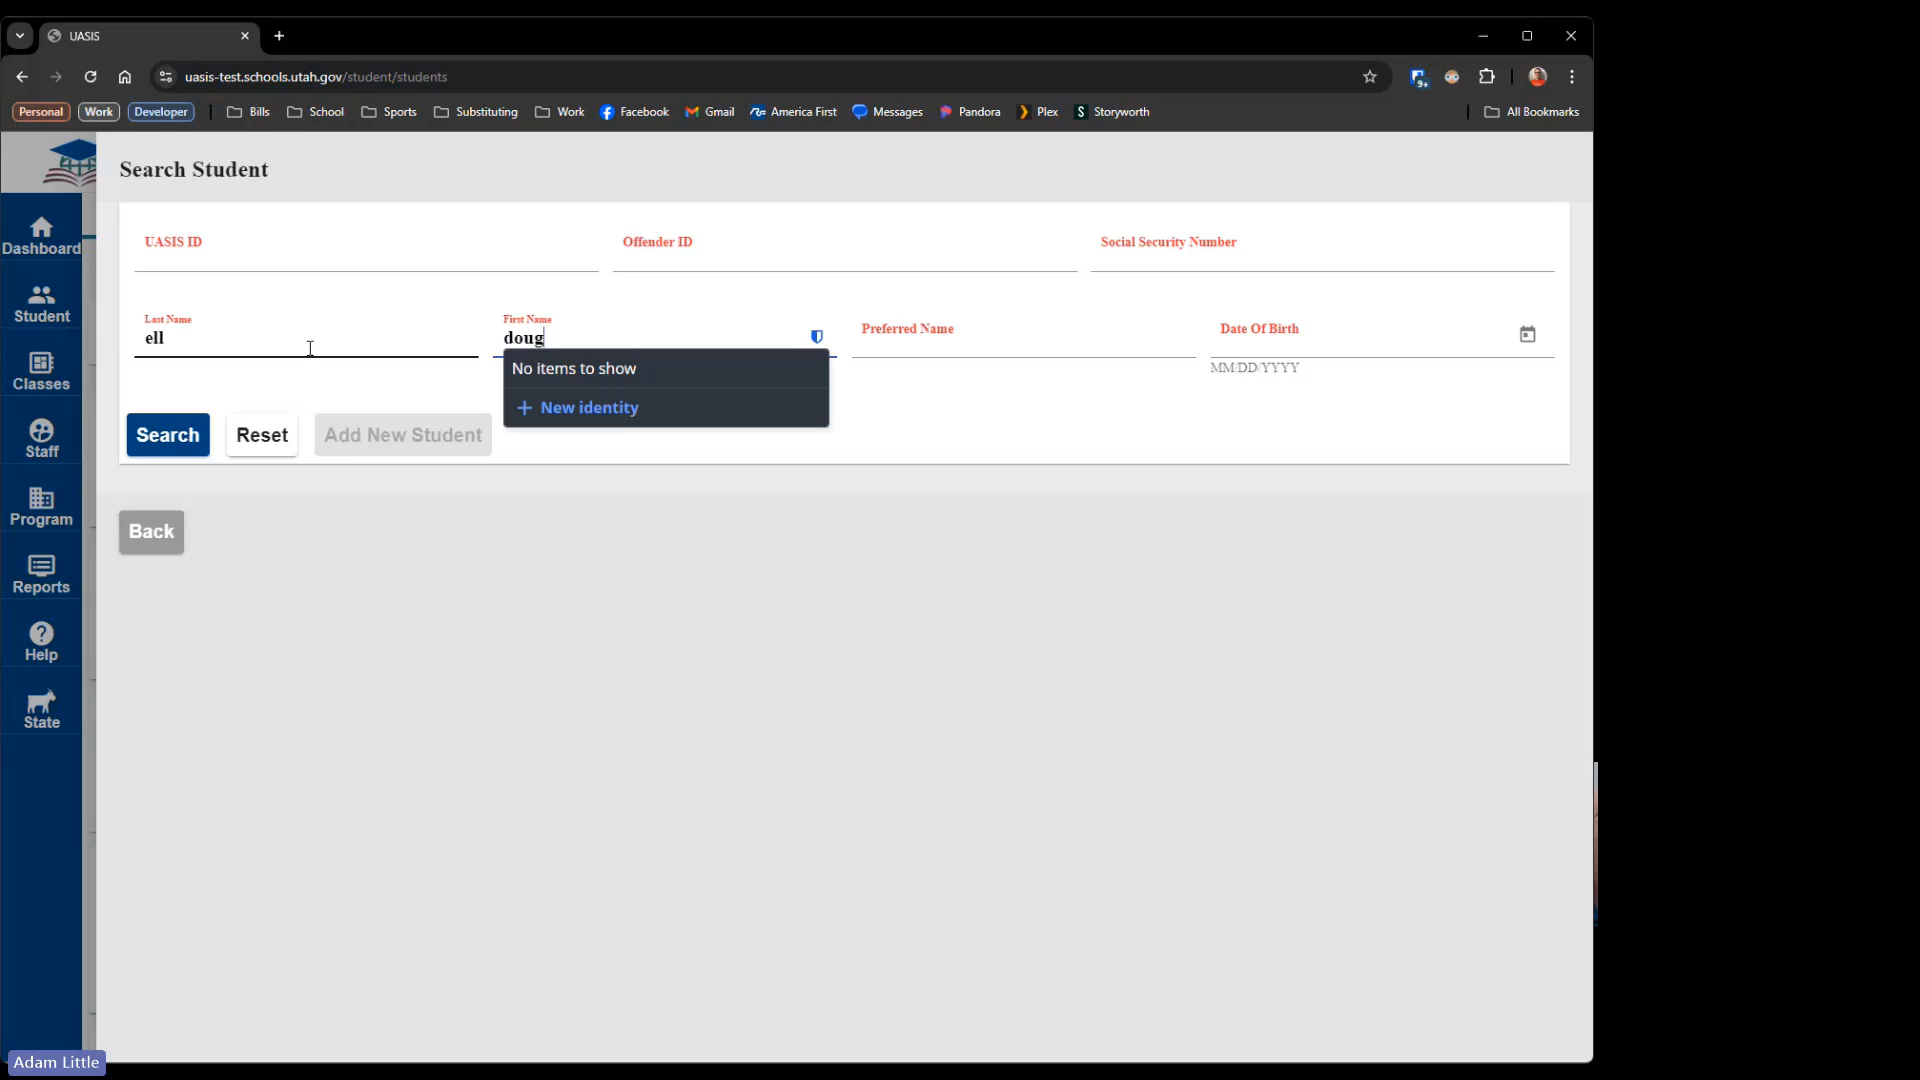 UASIS
uasis-test.schools.utah.gov/student/students
9+
Personal Work Developer Bills School Sports Substituting Work Facebook Gmail America First Messages Pandora Plex Storyworth All Bookmarks
Search Student
UASIS ID Offender ID Social Security Number
Last Name First Name Preferred Name Date Of Birth
ell doug
MM/DD/YYYY
No items to show
New identity
Search Reset Add New Student
Back
Dashboard
Student
Classes
Staff
Program
Reports
Help
State
Adam Little